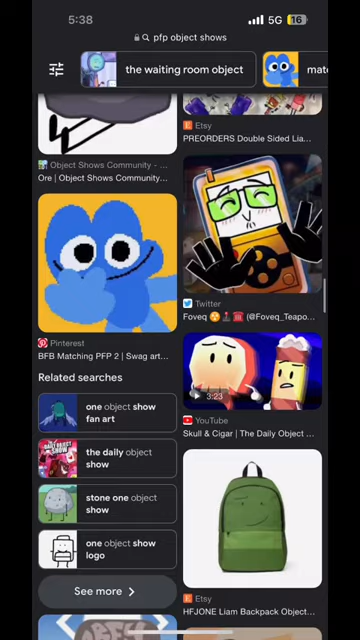 5:38
5G
16
pfp object shows
the waiting room object
mat
Object Shows Community - ...
Ore | Object Shows Community...
Etsy
PREORDERS Double Sided Lia...
Twitter
Foveq ☢️🕹️☎️ (@Foveq_Teapo...
Pinterest
BFB Matching PFP 2 | Swag art...
3:23
YouTube
Skull & Cigar | The Daily Object ...
Related searches
one object show
fan art
the daily object
show
stone one object
show
one object show
logo
See more
Etsy
HFJONE Liam Backpack Object...